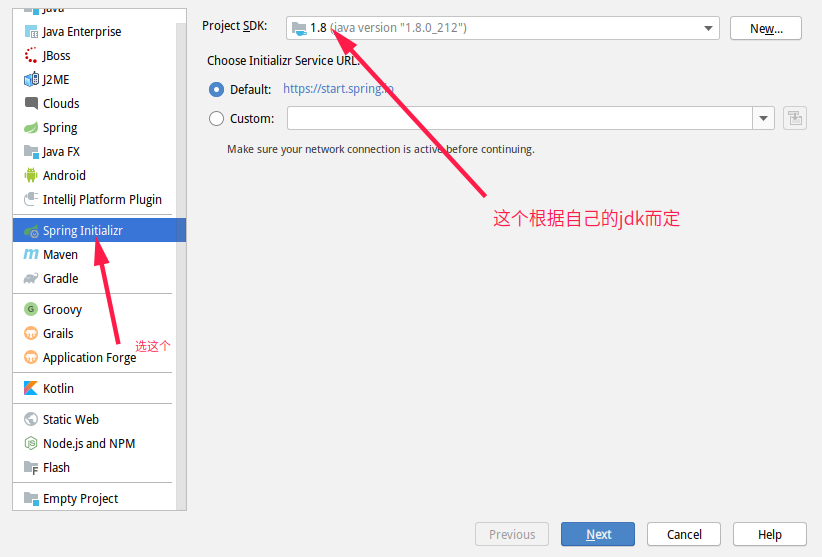 Java
Java Enterprise
JBoss
J2ME
Clouds
Spring
Java FX
Android
IntelliJ Platform Plugin
Spring Initializr
Maven
Gradle
Groovy
Grails
选这个
Application Forge
Kotlin
Static Web
Node.js and NPM
Flash
Empty Project
Project SDK:
1.8 (java version "1.8.0_212")
New...
Choose Initializr Service URL.
Default: https://start.spring.io
Custom:
Make sure your network connection is active before continuing.
这个根据自己的jdk而定
Previous
Next
Cancel
Help